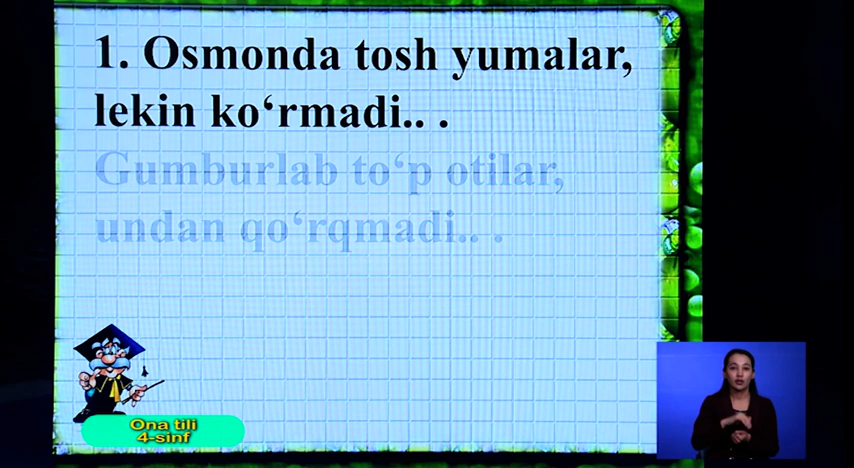 1. Osmonda tosh yumalar,
lekin ko‘rmadi.. .
Gumburlab to‘p otilar,
undan qo‘rqmadi.. .
Ona tili
4-sinf